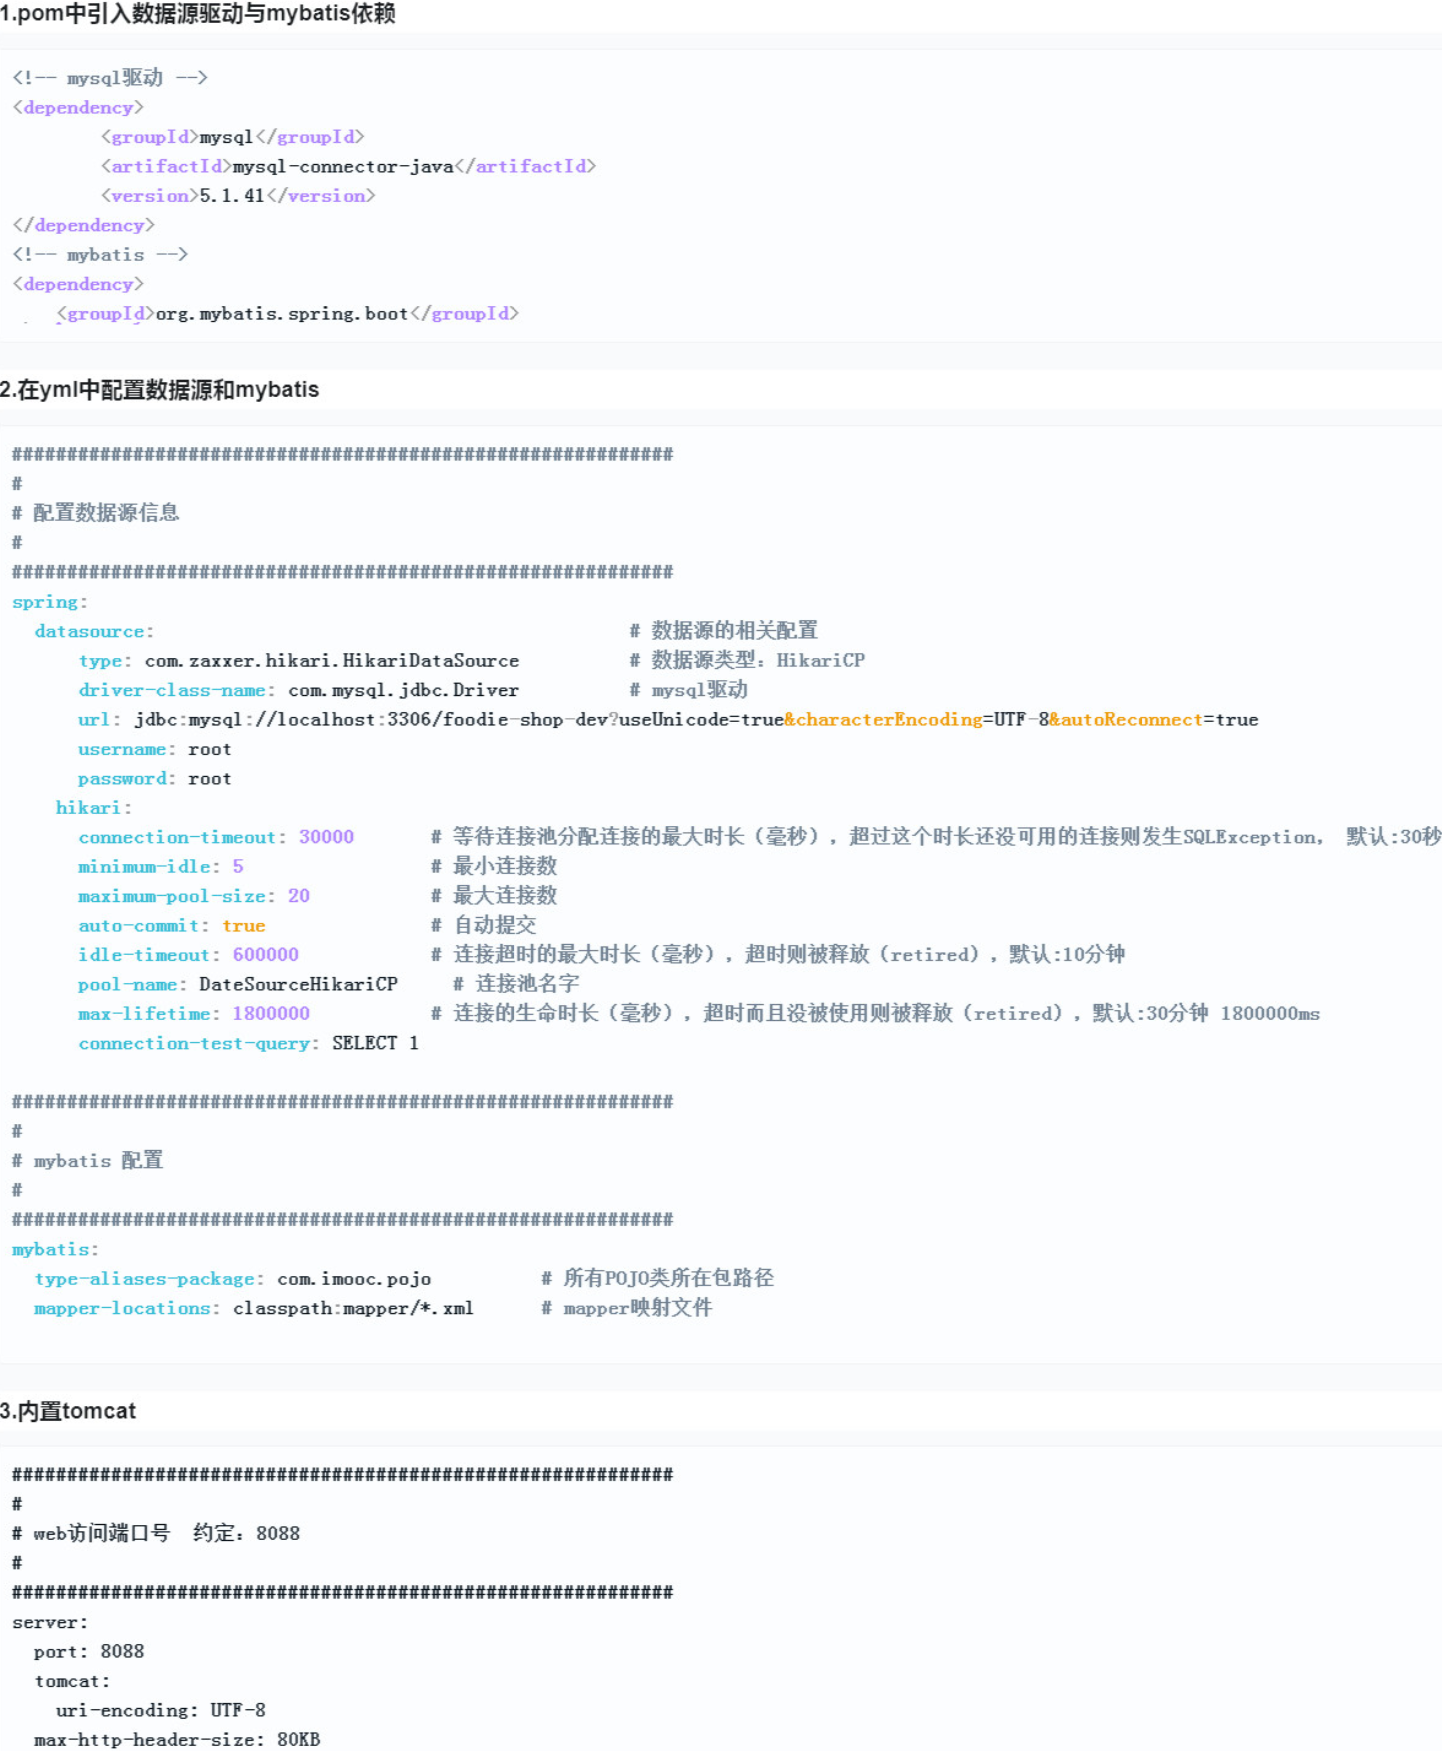 1.pom中引入数据源驱动与mybatis依赖
<!-- mysql驱动 -->
<dependency>
        <groupId>mysql</groupId>
        <artifactId>mysql-connector-java</artifactId>
        <version>5.1.41</version>
</dependency>
<!-- mybatis -->
<dependency>
    <groupId>org.mybatis.spring.boot</groupId>
2.在yml中配置数据源和mybatis
############################################################
#
# 配置数据源信息
#
############################################################
spring:
  datasource:                                           # 数据源的相关配置
      type: com.zaxxer.hikari.HikariDataSource          # 数据源类型：HikariCP
      driver-class-name: com.mysql.jdbc.Driver          # mysql驱动
      url: jdbc:mysql://localhost:3306/foodie-shop-dev?useUnicode=true&characterEncoding=UTF-8&autoReconnect=true
      username: root
      password: root
    hikari:
      connection-timeout: 30000       # 等待连接池分配连接的最大时长（毫秒），超过这个时长还没可用的连接则发生SQLException， 默认:30秒
      minimum-idle: 5                 # 最小连接数
      maximum-pool-size: 20           # 最大连接数
      auto-commit: true               # 自动提交
      idle-timeout: 600000            # 连接超时的最大时长（毫秒），超时则被释放（retired），默认:10分钟
      pool-name: DateSourceHikariCP     # 连接池名字
      max-lifetime: 1800000           # 连接的生命时长（毫秒），超时而且没被使用则被释放（retired），默认:30分钟 1800000ms
      connection-test-query: SELECT 1
############################################################
#
# mybatis 配置
#
############################################################
mybatis:
  type-aliases-package: com.imooc.pojo          # 所有POJO类所在包路径
  mapper-locations: classpath:mapper/*.xml      # mapper映射文件
3.内置tomcat
############################################################
#
# web访问端口号  约定：8088
#
############################################################
server:
  port: 8088
  tomcat:
    uri-encoding: UTF-8
  max-http-header-size: 80KB